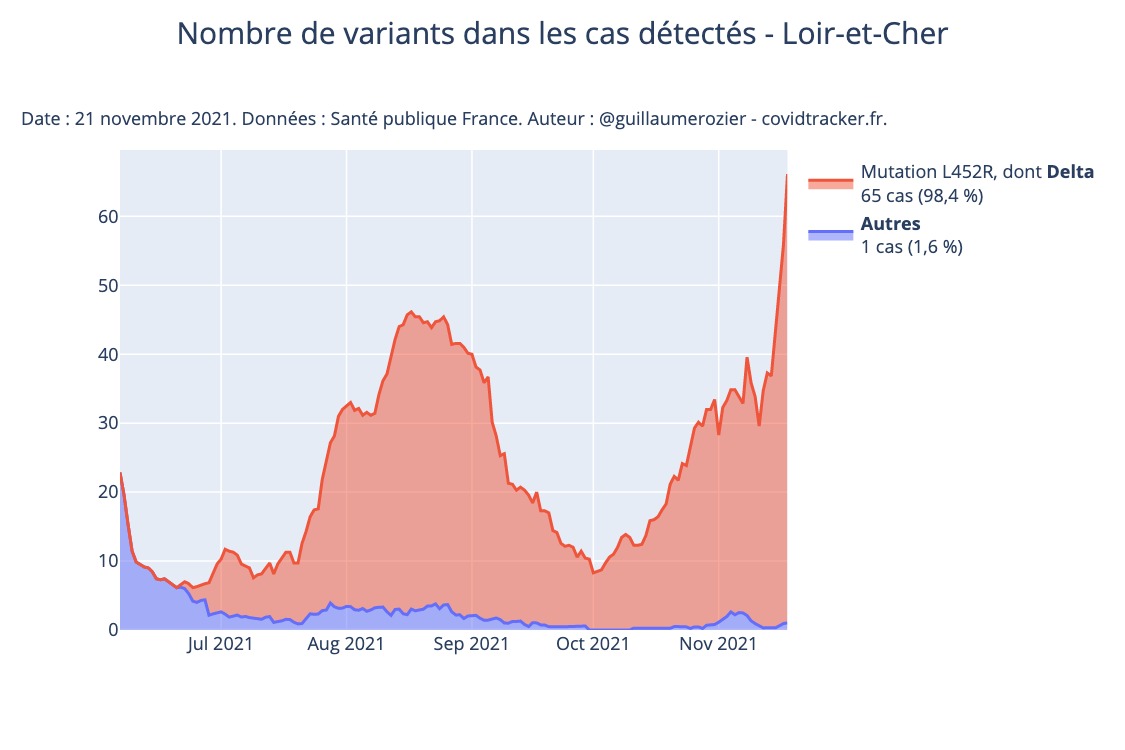 Nombre de variants dans les cas détectés - Loir-et-Cher
Date : 21 novembre 2021. Données : Santé publique France. Auteur : @guillaumerozier - covidtracker.fr.
Mutation L452R, dont Delta
65 cas (98,4 %)
Autres
1 cas (1,6 %)
60
50
40
30
20
10
0
Jul 2021
Aug 2021
Sep 2021
Oct 2021
Nov 2021